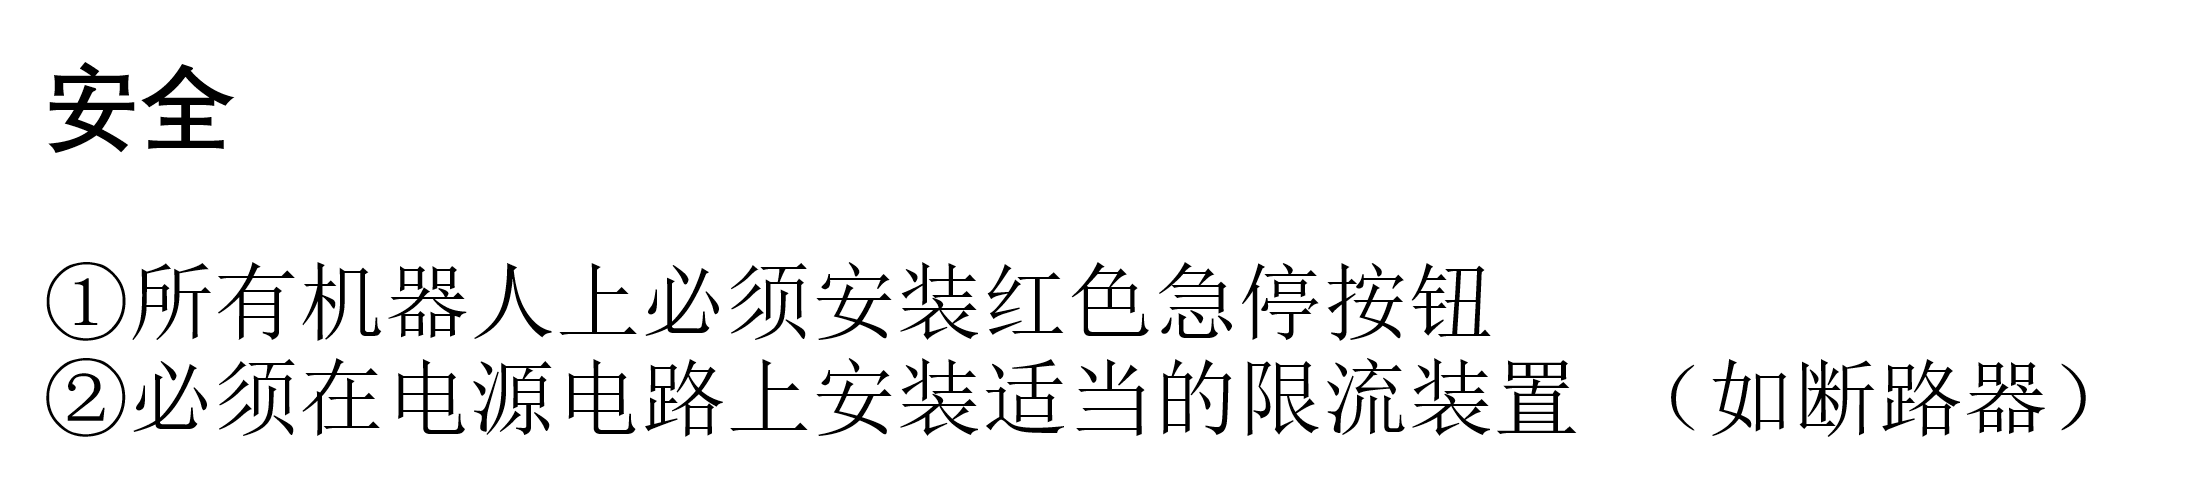 安全
①所有机器人上必须安装红色急停按钮
②必须在电源电路上安装适当的限流装置 （如断路器）